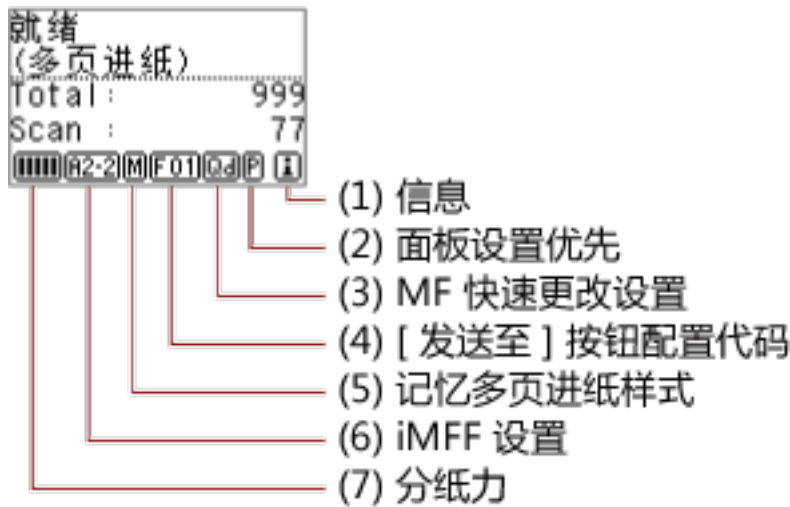 就绪
(多页进纸)
Total: 999
Scan : 77
A2-2 M F 01 Qd P i
(1) 信息
(2) 面板设置优先
(3) MF 快速更改设置
(4) [ 发送至 ] 按钮配置代码
(5) 记忆多页进纸样式
(6) iMFF 设置
(7) 分纸力